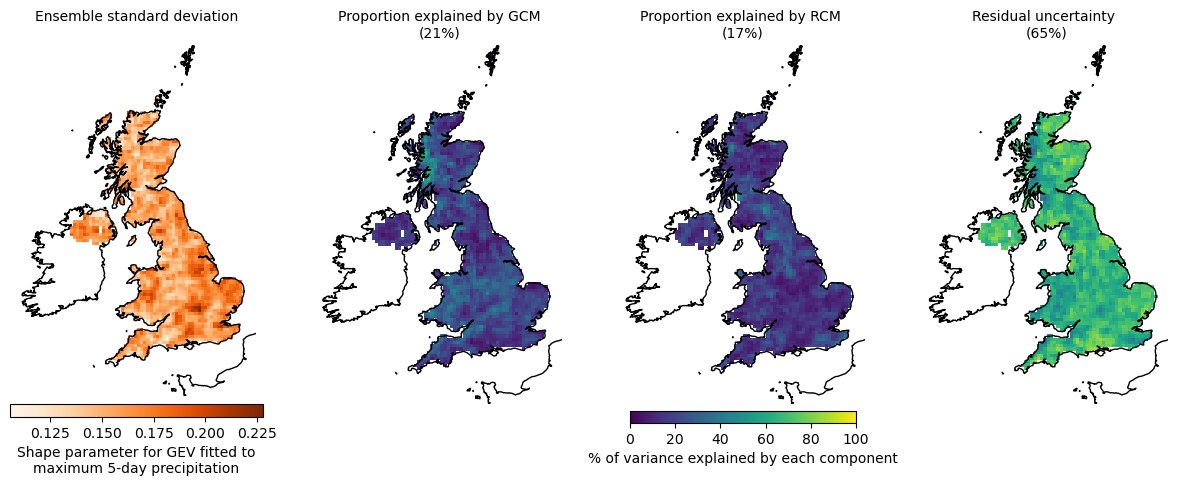 Ensemble standard deviation
Proportion explained by GCM
(21%)
Proportion explained by RCM
(17%)
Residual uncertainty
(65%)
0.125 0.150 0.175 0.200 0.225
Shape parameter for GEV fitted to
maximum 5-day precipitation
0 20 40 60 80 100
% of variance explained by each component